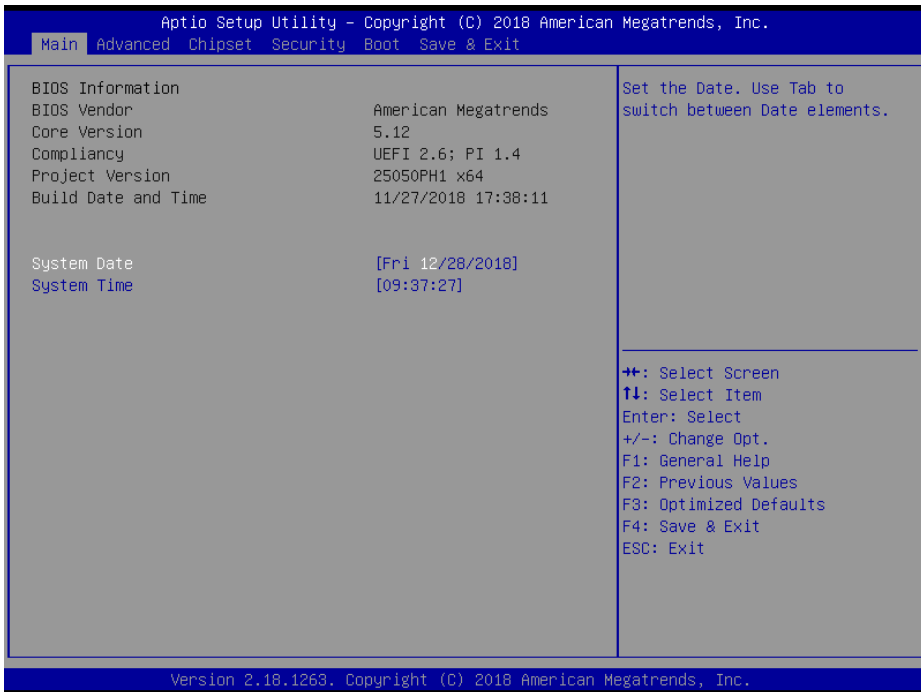 Aptio Setup Utility – Copyright (C) 2018 American Megatrends, Inc.
Main Advanced Chipset Security Boot Save & Exit
BIOS Information
BIOS Vendor American Megatrends
Core Version 5.12
Compliancy UEFI 2.6; PI 1.4
Project Version 25050PH1 x64
Build Date and Time 11/27/2018 17:38:11
System Date [Fri 12/28/2018]
System Time [09:37:27]
Set the Date. Use Tab to
switch between Date elements.
→←: Select Screen
↑↓: Select Item
Enter: Select
+/-: Change Opt.
F1: General Help
F2: Previous Values
F3: Optimized Defaults
F4: Save & Exit
ESC: Exit
Version 2.18.1263. Copyright (C) 2018 American Megatrends, Inc.